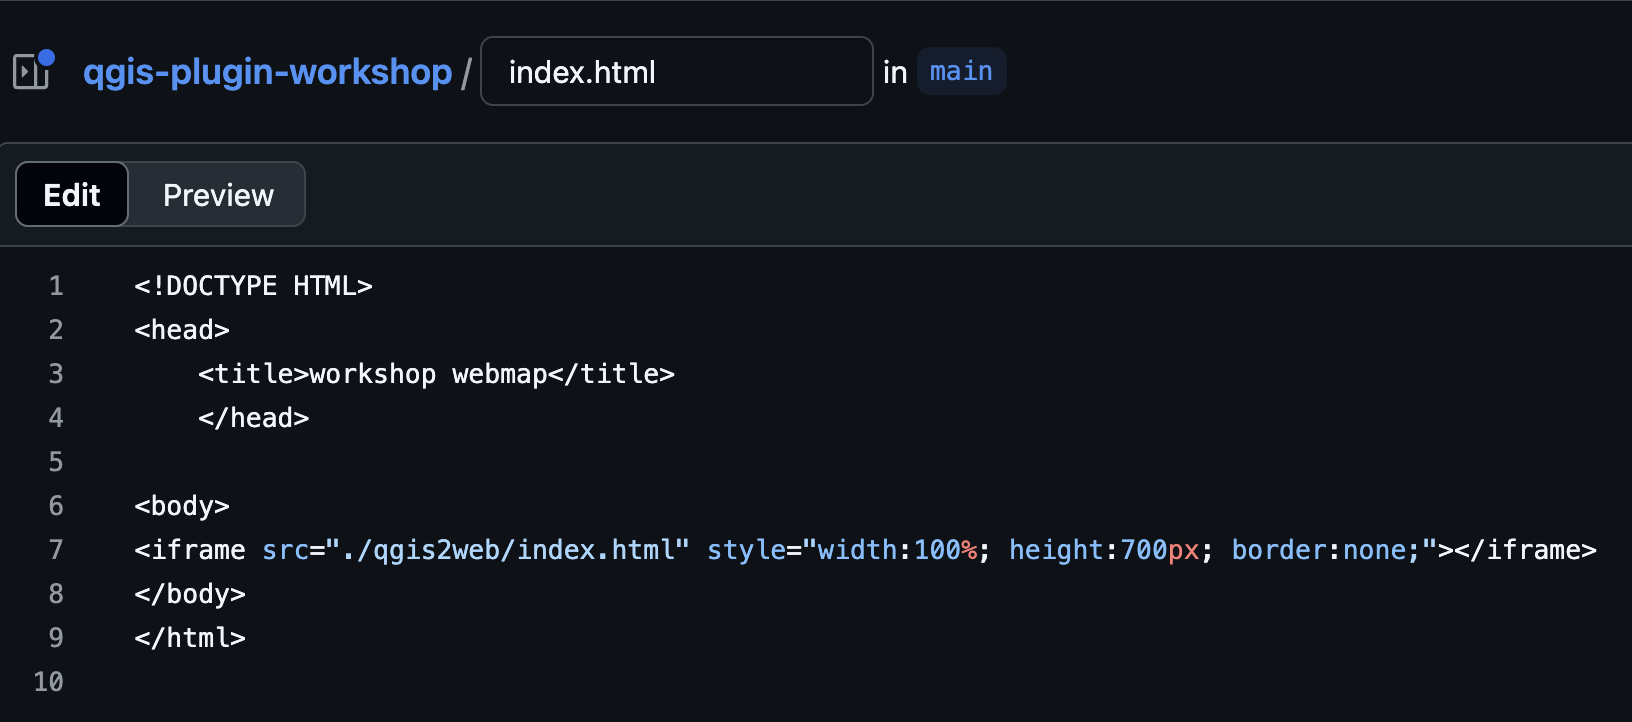 qgis-plugin-workshop / index.html in main
Edit Preview
1 <!DOCTYPE HTML>
2 <head>
3     <title>workshop webmap</title>
4     </head>
5
6 <body>
7 <iframe src="./qgis2web/index.html" style="width:100%; height:700px; border:none;"></iframe>
8 </body>
9 </html>
10